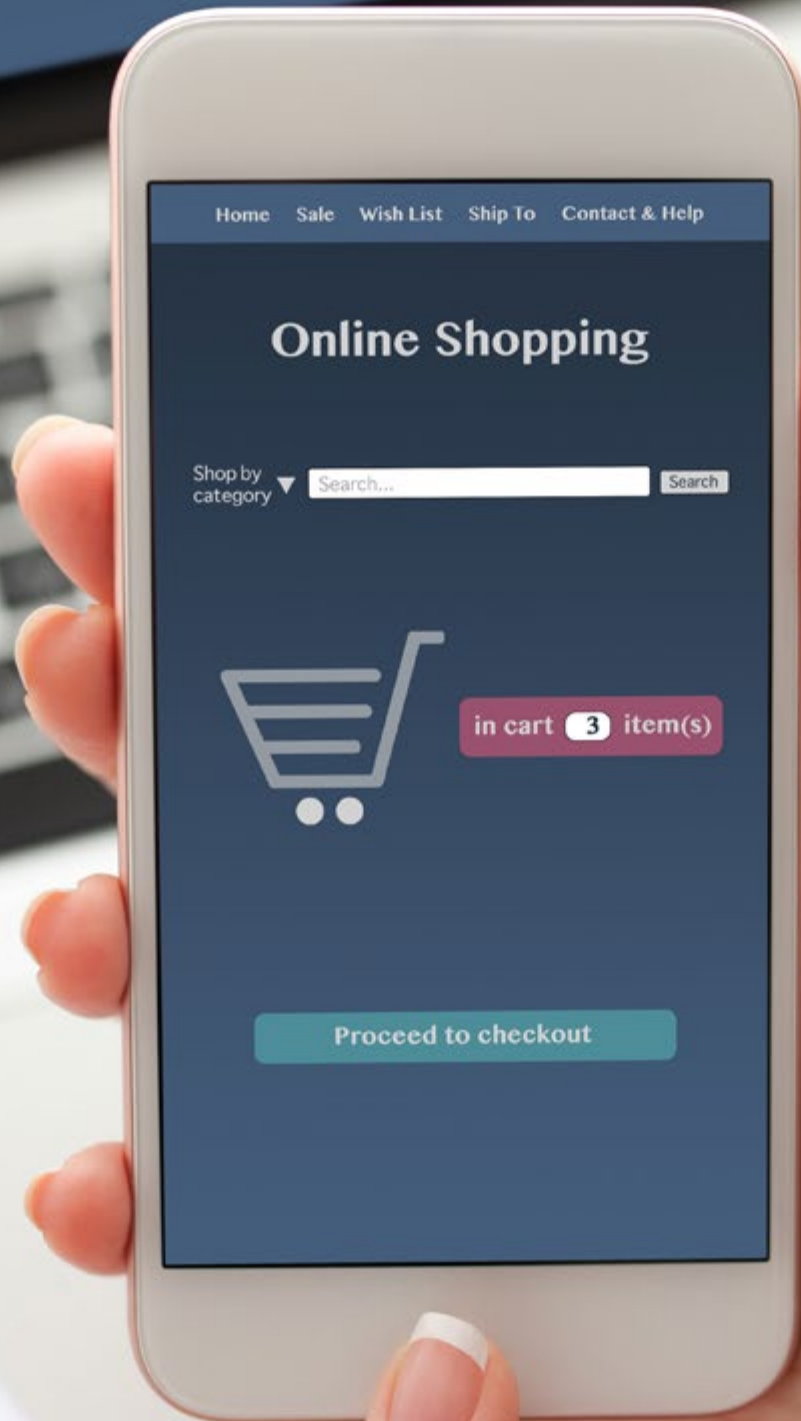 Home Sale Wish List Ship To Contact & Help
Online Shopping
Shop by
category
Search...
Search
in cart 3 item(s)
Proceed to checkout